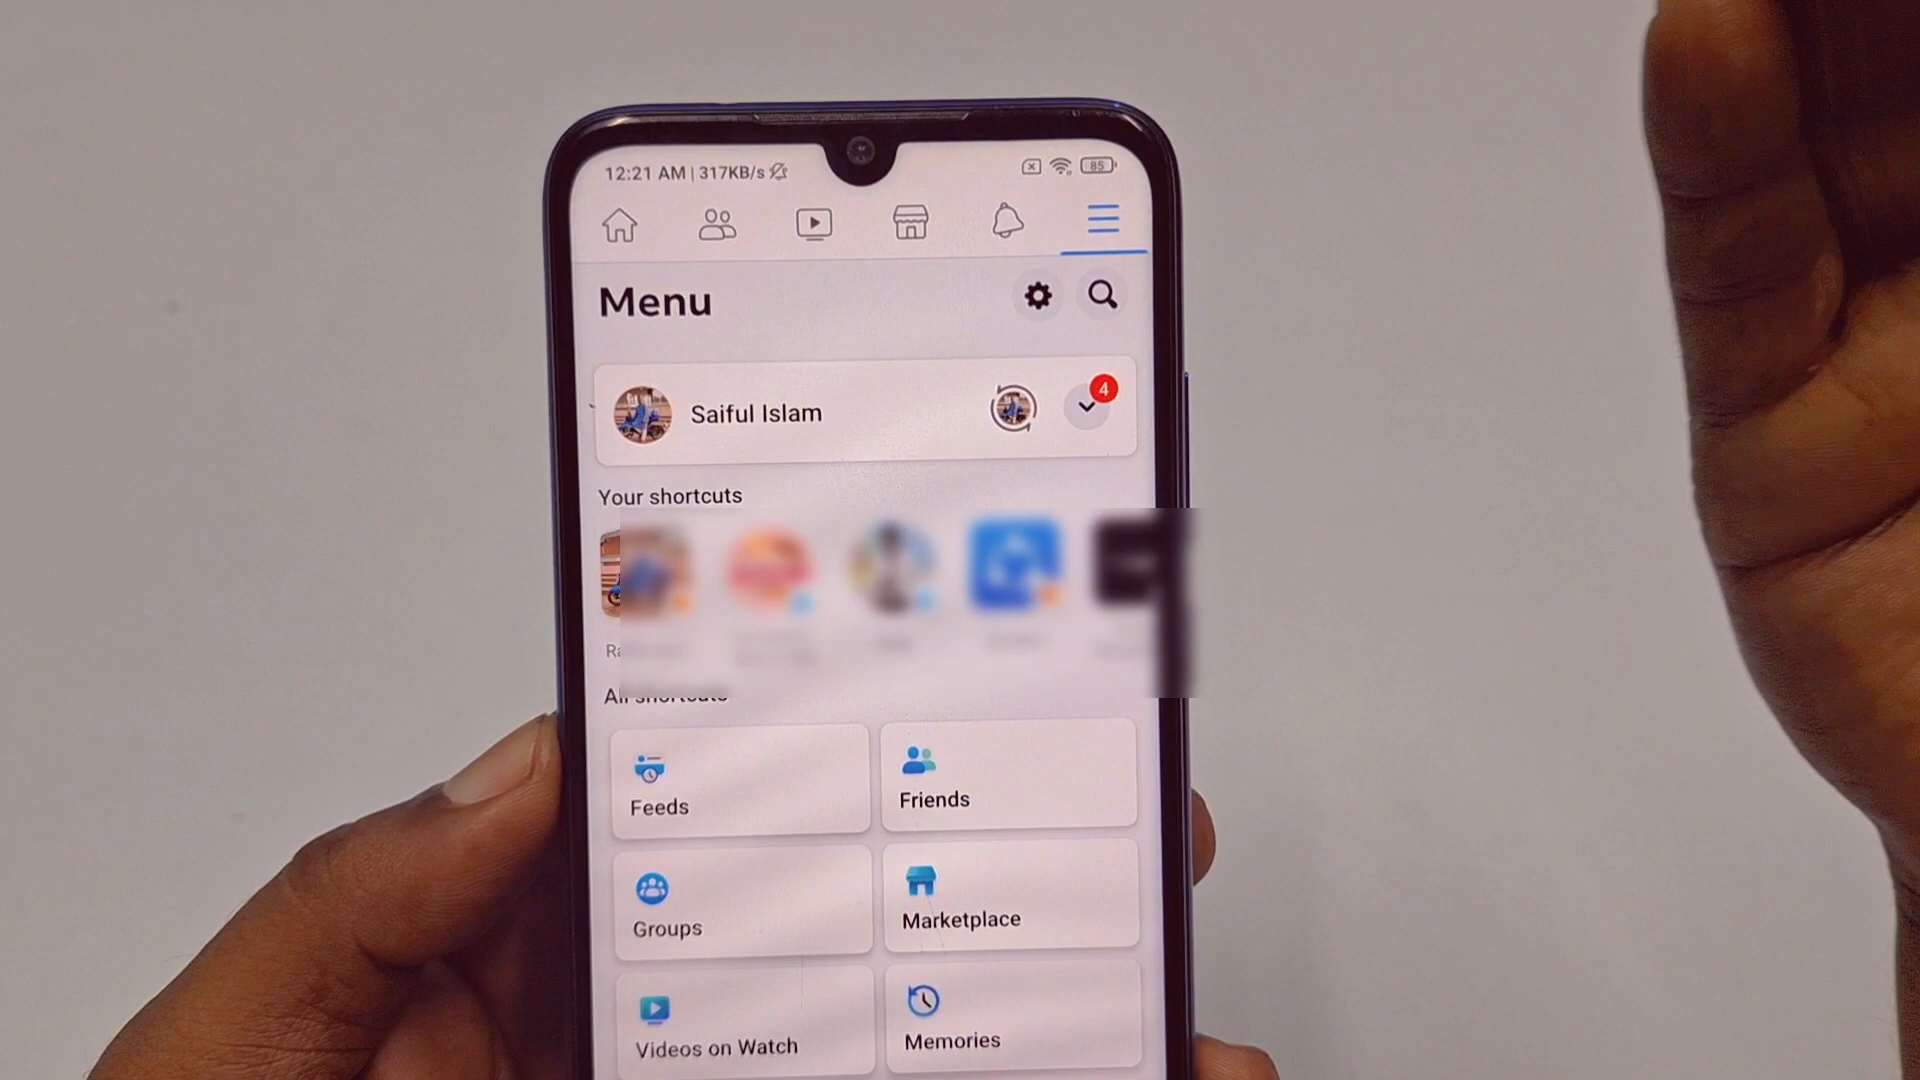 12:21 AM | 317KB/s
85
Menu
Saiful Islam
4
Your shortcuts
All shortcuts
Feeds
Friends
Groups
Marketplace
Videos on Watch
Memories